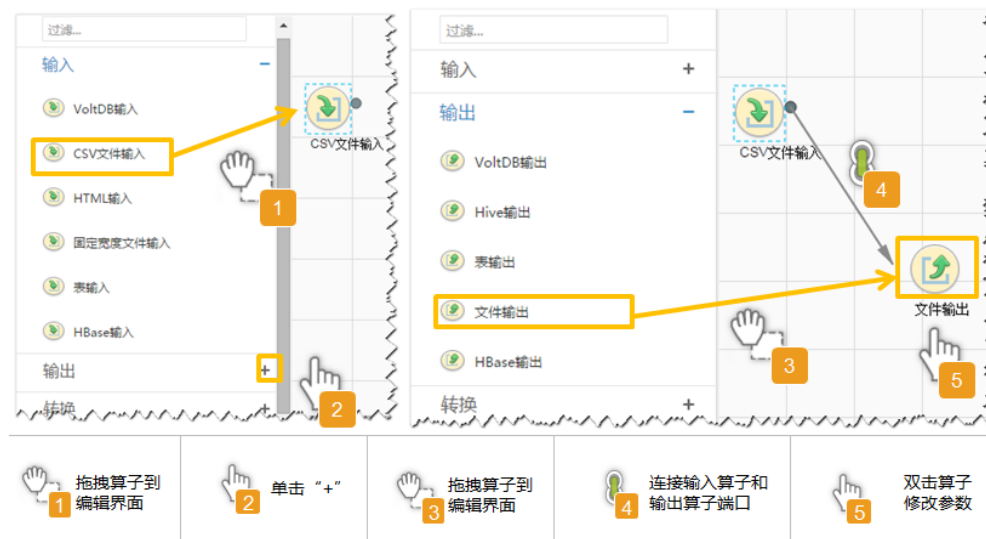 过滤...
输入
VoltDB输入
CSV文件输入
HTML输入
固定宽度文件输入
表输入
HBase输入
输出
+
转换
+
CSV文件输入
1
2
过滤...
输入
+
输出
VoltDB输出
Hive输出
表输出
文件输出
HBase输出
转换
+
CSV文件输入
4
文件输出
3
5
1
拖拽算子到
编辑界面
2
单击“+”
3
拖拽算子到
编辑界面
4
连接输入算子和
输出算子端口
5
双击算子
修改参数